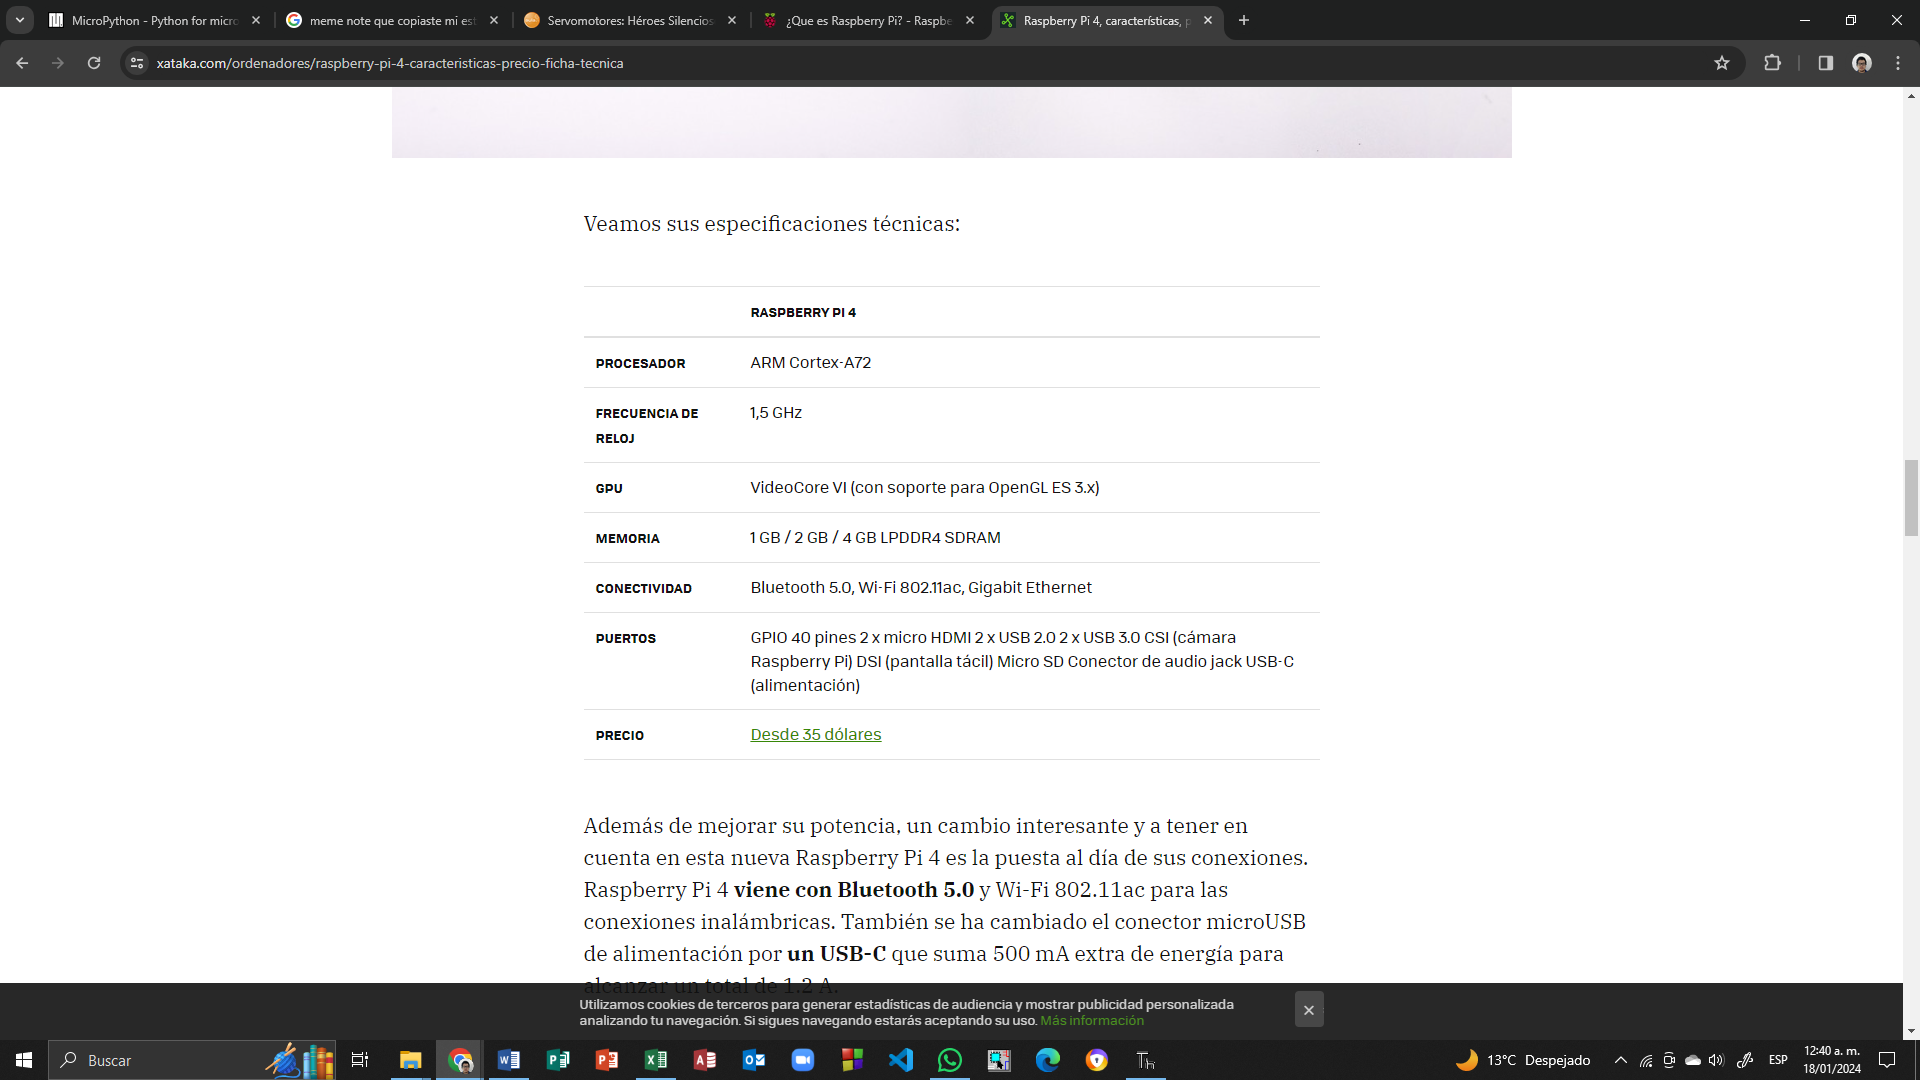 MicroPython - Python for micro
meme note que copiaste mi es
Servomotores: Héroes Silencios
¿Que es Raspberry Pi? - Raspbe
Raspberry Pi 4, características, p
xataka.com/ordenadores/raspberry-pi-4-caracteristicas-precio-ficha-tecnica
Veamos sus especificaciones técnicas:
RASPBERRY PI 4
PROCESADOR ARM Cortex-A72
FRECUENCIA DE 1,5 GHz
RELOJ
GPU VideoCore VI (con soporte para OpenGL ES 3.x)
MEMORIA 1 GB / 2 GB / 4 GB LPDDR4 SDRAM
CONECTIVIDAD Bluetooth 5.0, Wi-Fi 802.11ac, Gigabit Ethernet
PUERTOS GPIO 40 pines 2 x micro HDMI 2 x USB 2.0 2 x USB 3.0 CSI (cámara
Raspberry Pi) DSI (pantalla tácil) Micro SD Conector de audio jack USB-C
(alimentación)
PRECIO Desde 35 dólares
Además de mejorar su potencia, un cambio interesante y a tener en
cuenta en esta nueva Raspberry Pi 4 es la puesta al día de sus conexiones.
Raspberry Pi 4 viene con Bluetooth 5.0 y Wi-Fi 802.11ac para las
conexiones inalámbricas. También se ha cambiado el conector microUSB
de alimentación por un USB-C que suma 500 mA extra de energía para
alcanzar un total de 1.2 A.
Utilizamos cookies de terceros para generar estadísticas de audiencia y mostrar publicidad personalizada
analizando tu navegación. Si sigues navegando estarás aceptando su uso. Más información
Buscar
13°C Despejado
ESP
12:40 a. m.
18/01/2024